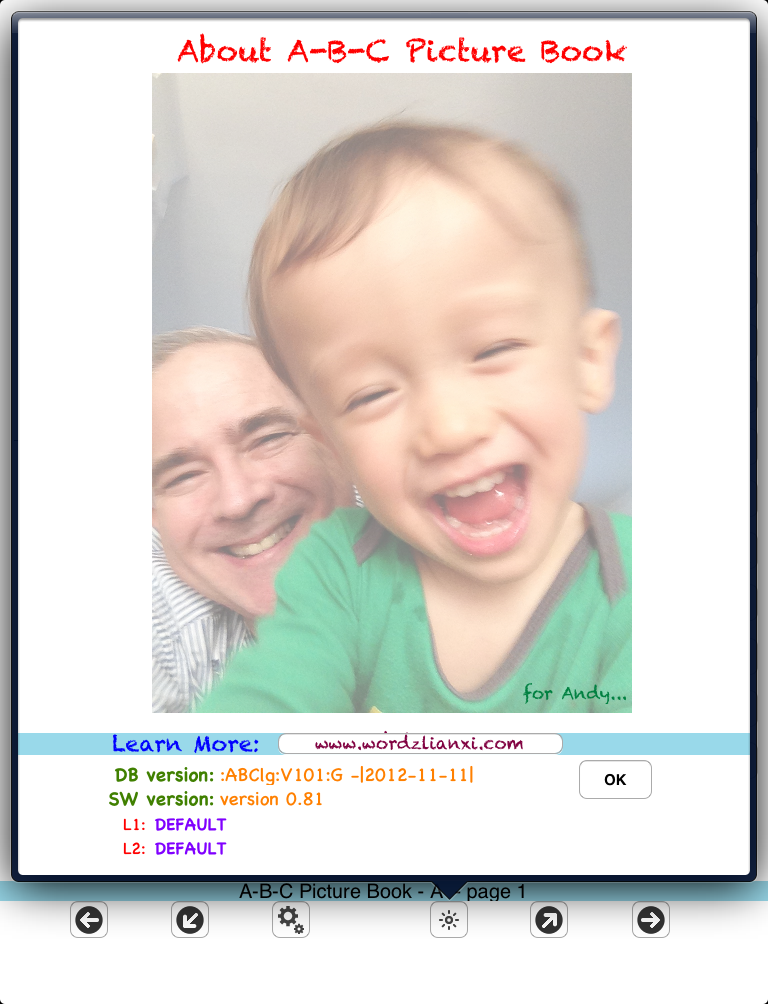 About A-B-C Picture Book
for Andy...
Learn More: www.wordzlianxi.com
DB version: :ABClg:V101:G -|2012-11-11|
OK
SW version: version 0.81
L1: DEFAULT
L2: DEFAULT
A-B-C Picture Book - A - page 1